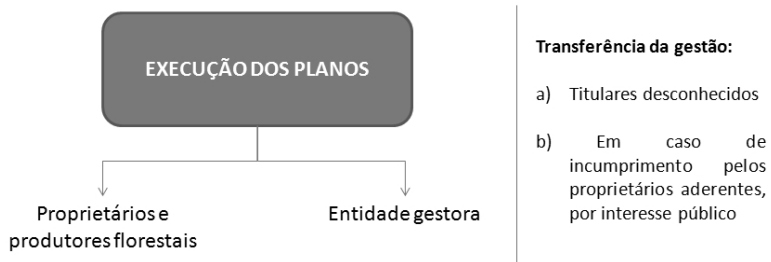 EXECUÇÃO DOS PLANOS
Proprietários e
produtores florestais
Entidade gestora
Transferência da gestão:
a) Titulares desconhecidos
b) Em caso de
incumprimento pelos
proprietários aderentes,
por interesse público